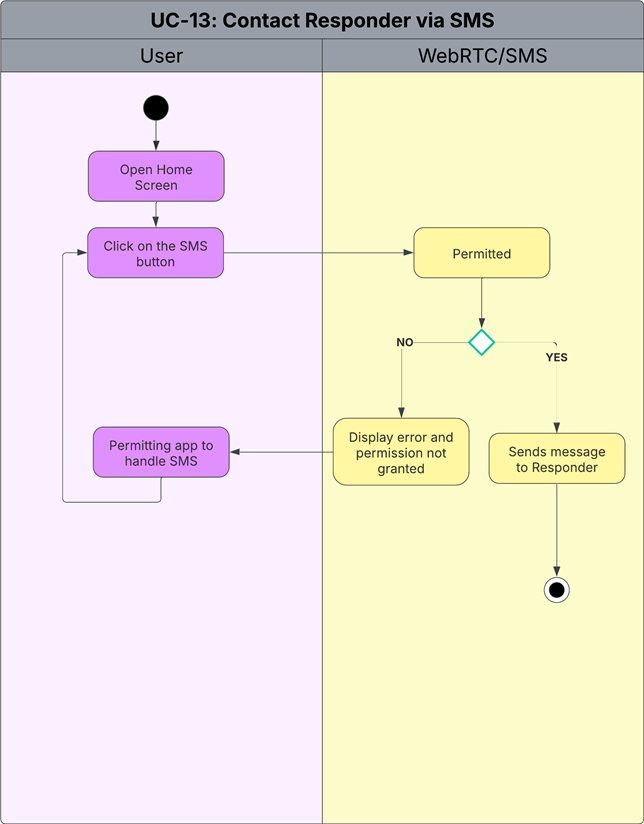 UC-13: Contact Responder via SMS
User
WebRTC/SMS
Open Home
Screen
Click on the SMS
button
Permitted
NO
YES
Permitting app to
handle SMS
Display error and
permission not
granted
Sends message
to Responder